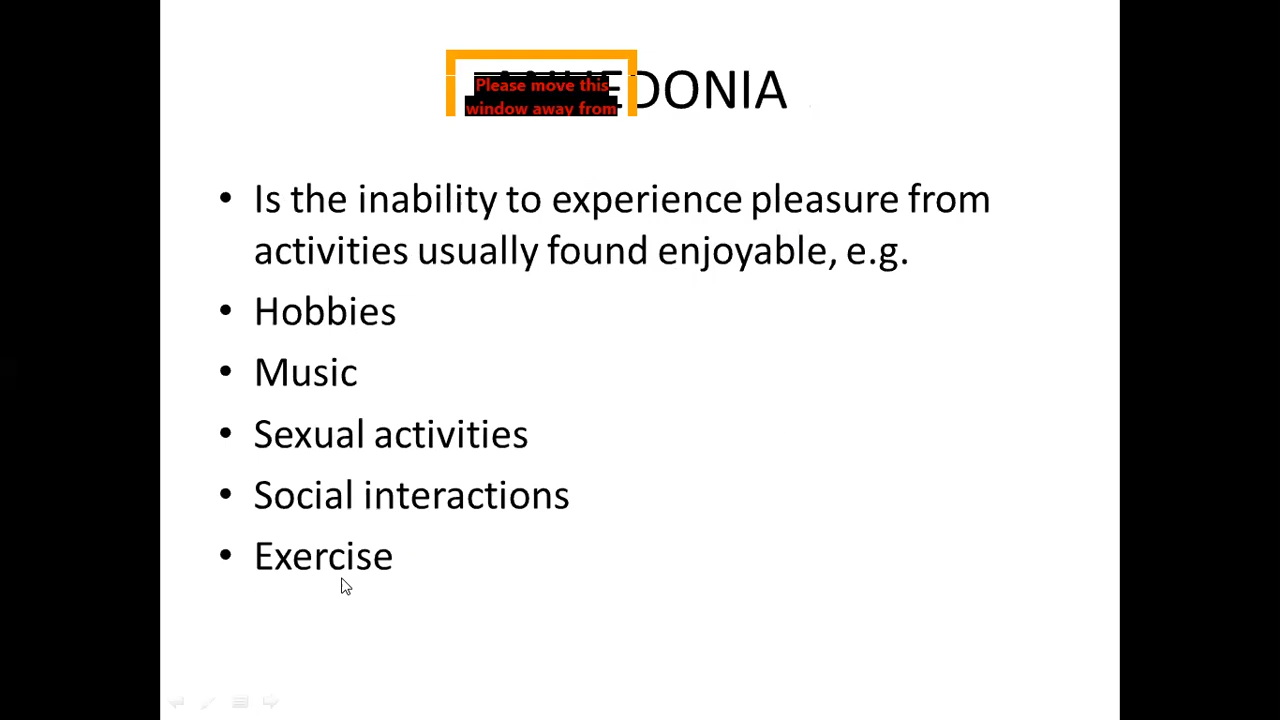 Please move this
window away from
EDONIA
• Is the inability to experience pleasure from
activities usually found enjoyable, e.g.
• Hobbies
• Music
• Sexual activities
• Social interactions
• Exercise